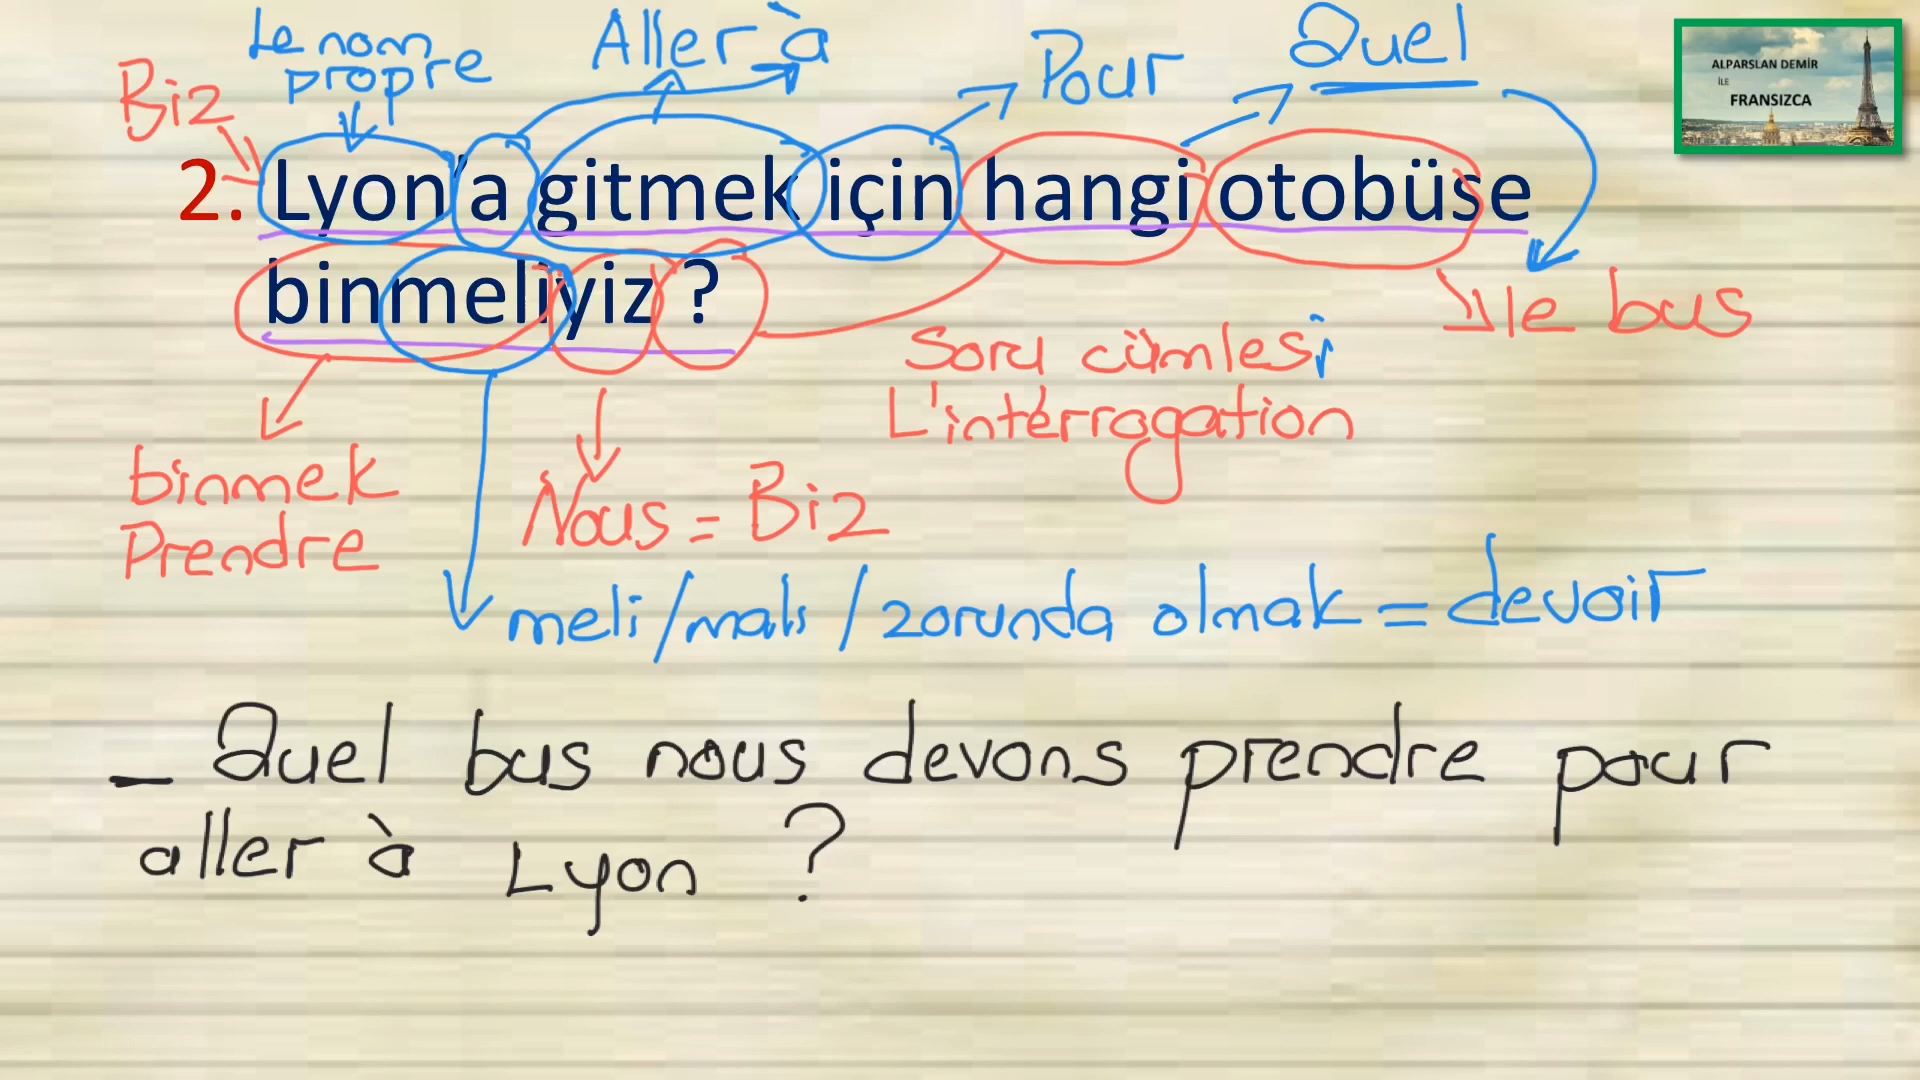 Le nom
propre
Aller à
Pour
Quel
Biz
ALPARSLAN DEMİR
İLE
FRANSIZCA
2. Lyon'a gitmek için hangi otobüse
binmeliyiz ?
le bus
Soru cümlesi
L'intérrogation
binmek
Prendre
Nous = Biz
meli/malı/zorunda olmak = devoir
- Quel bus nous devons prendre pour
aller à Lyon ?